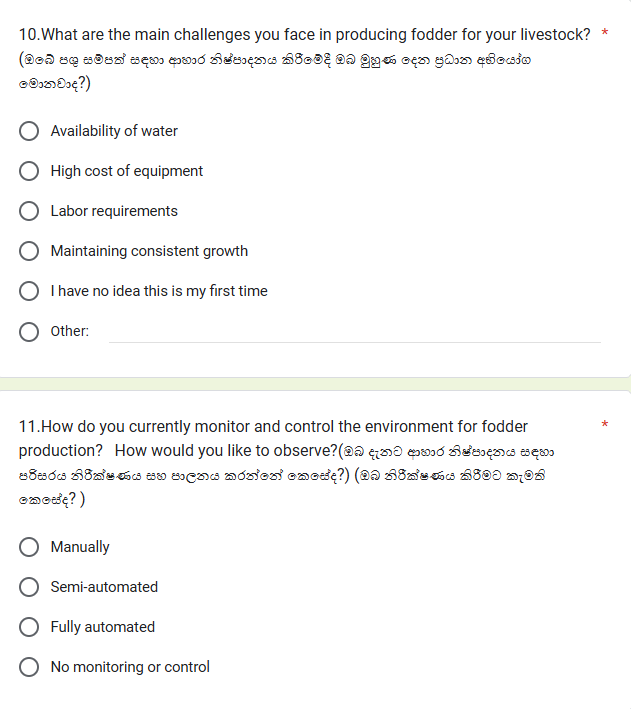 10.What are the main challenges you face in producing fodder for your livestock? *
(ඔබේ පශු සම්පත් සඳහා ආහාර නිෂ්පාදනය කිරීමේදී ඔබ මුහුණ දෙන ප්‍රධාන අභියෝග
මොනවාද?)
Availability of water
High cost of equipment
Labor requirements
Maintaining consistent growth
I have no idea this is my first time
Other:
11.How do you currently monitor and control the environment for fodder *
production? How would you like to observe?(ඔබ දැනට ආහාර නිෂ්පාදනය සඳහා
පරිසරය නිරීක්ෂණය සහ පාලනය කරන්නේ කෙසේද?) (ඔබ නිරීක්ෂණය කිරීමට කැමති
කෙසේද? )
Manually
Semi-automated
Fully automated
No monitoring or control